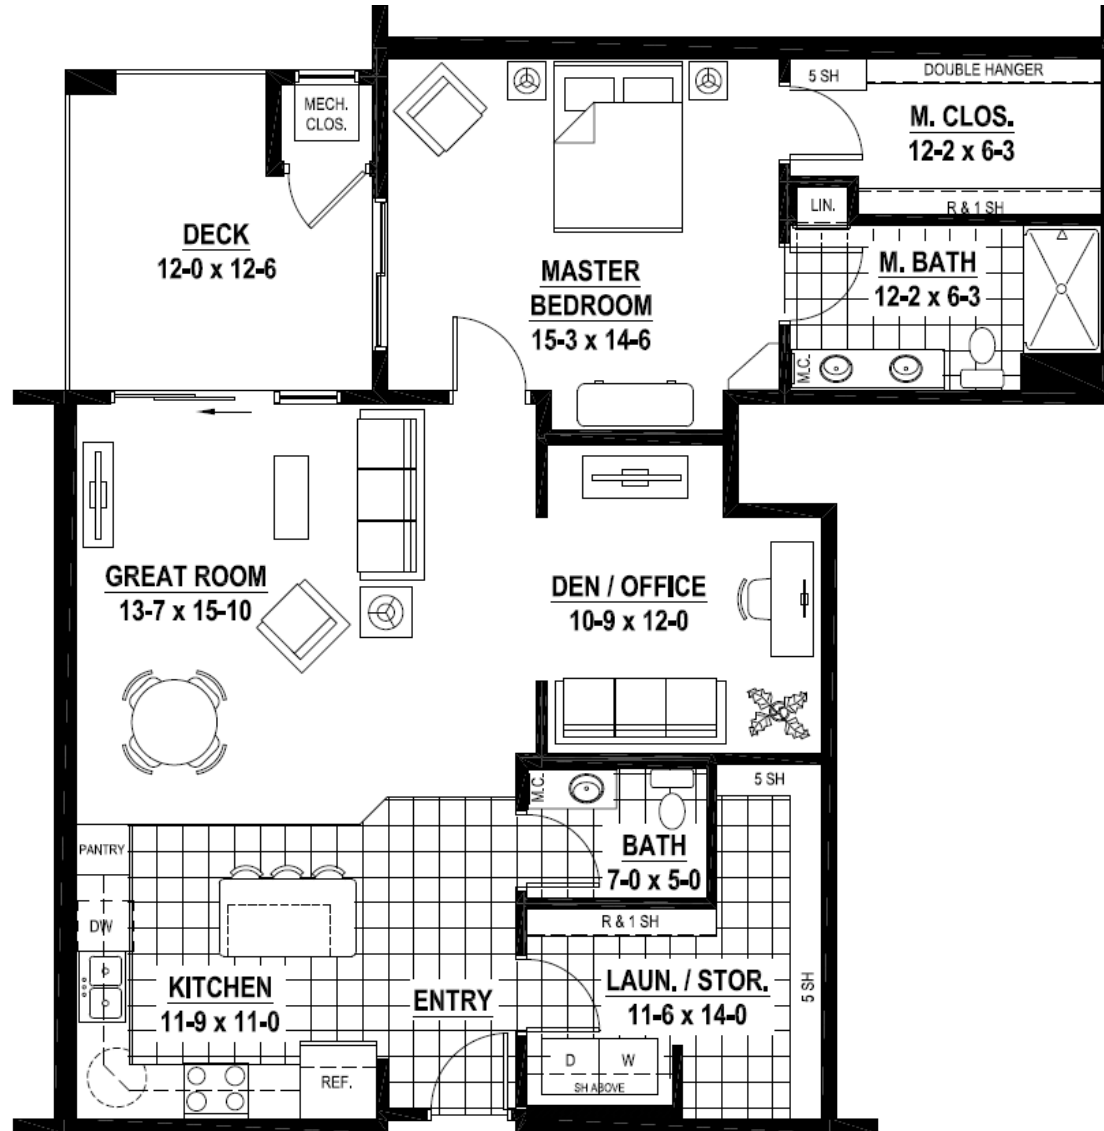 5 SH
DOUBLE HANGER
MECH.
CLOS.
M. CLOS.
12-2 x 6-3
LIN.
R & 1 SH
DECK
12-0 x 12-6
MASTER
BEDROOM
15-3 x 14-6
M. BATH
12-2 x 6-3
M.C.
GREAT ROOM
13-7 x 15-10
DEN / OFFICE
10-9 x 12-0
M.C.
5 SH
PANTRY
BATH
7-0 x 5-0
DW
R & 1 SH
KITCHEN
11-9 x 11-0
ENTRY
LAUN. / STOR.
11-6 x 14-0
5 SH
D W
SH ABOVE
REF.